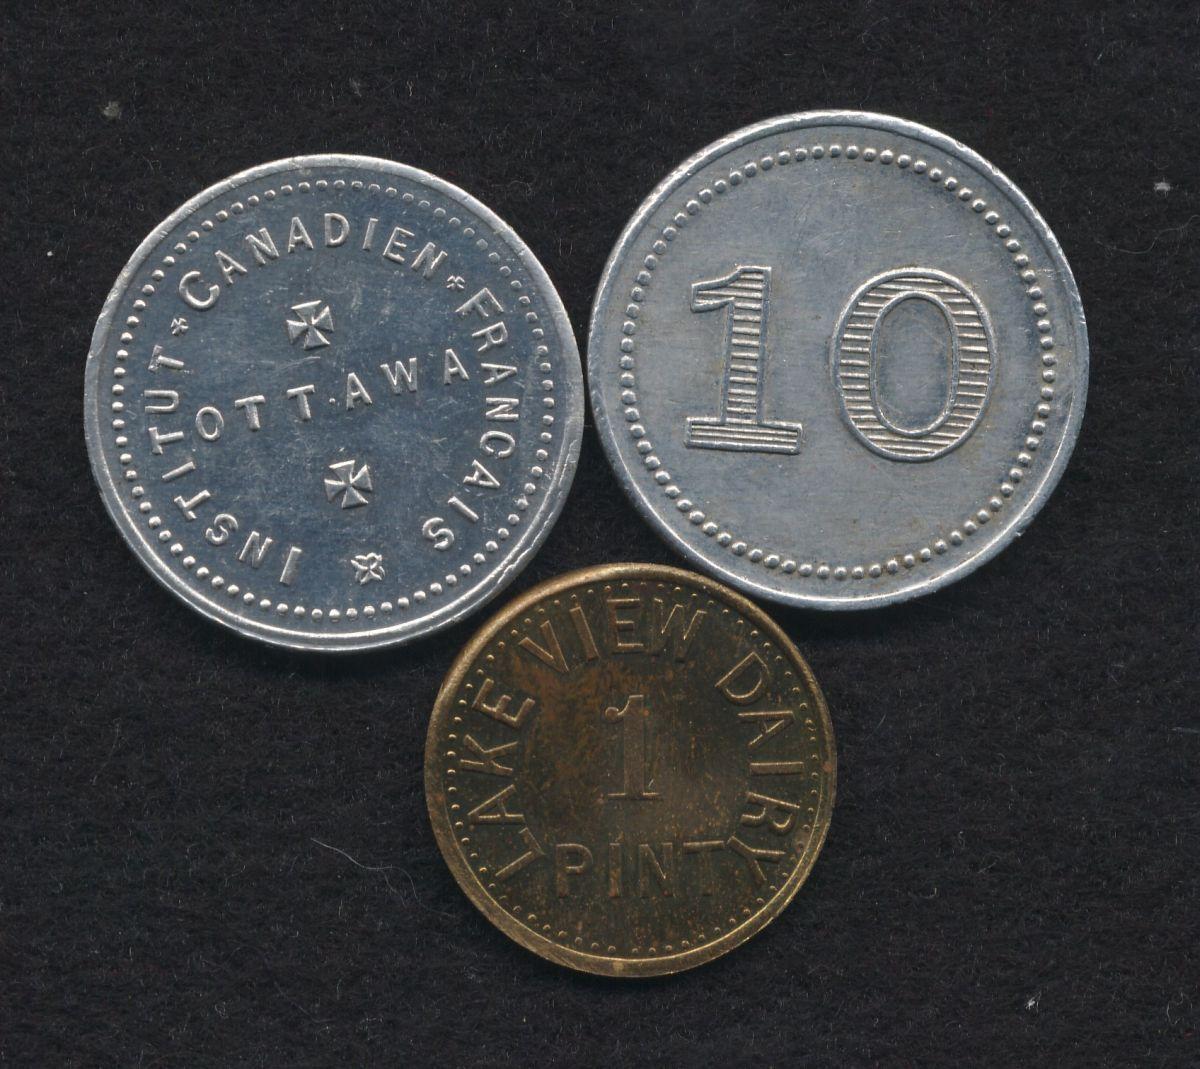 INSTITUT CANADIEN FRANCAIS
OTTAWA
10
LAKE VIEW DAIRY
1
PINT